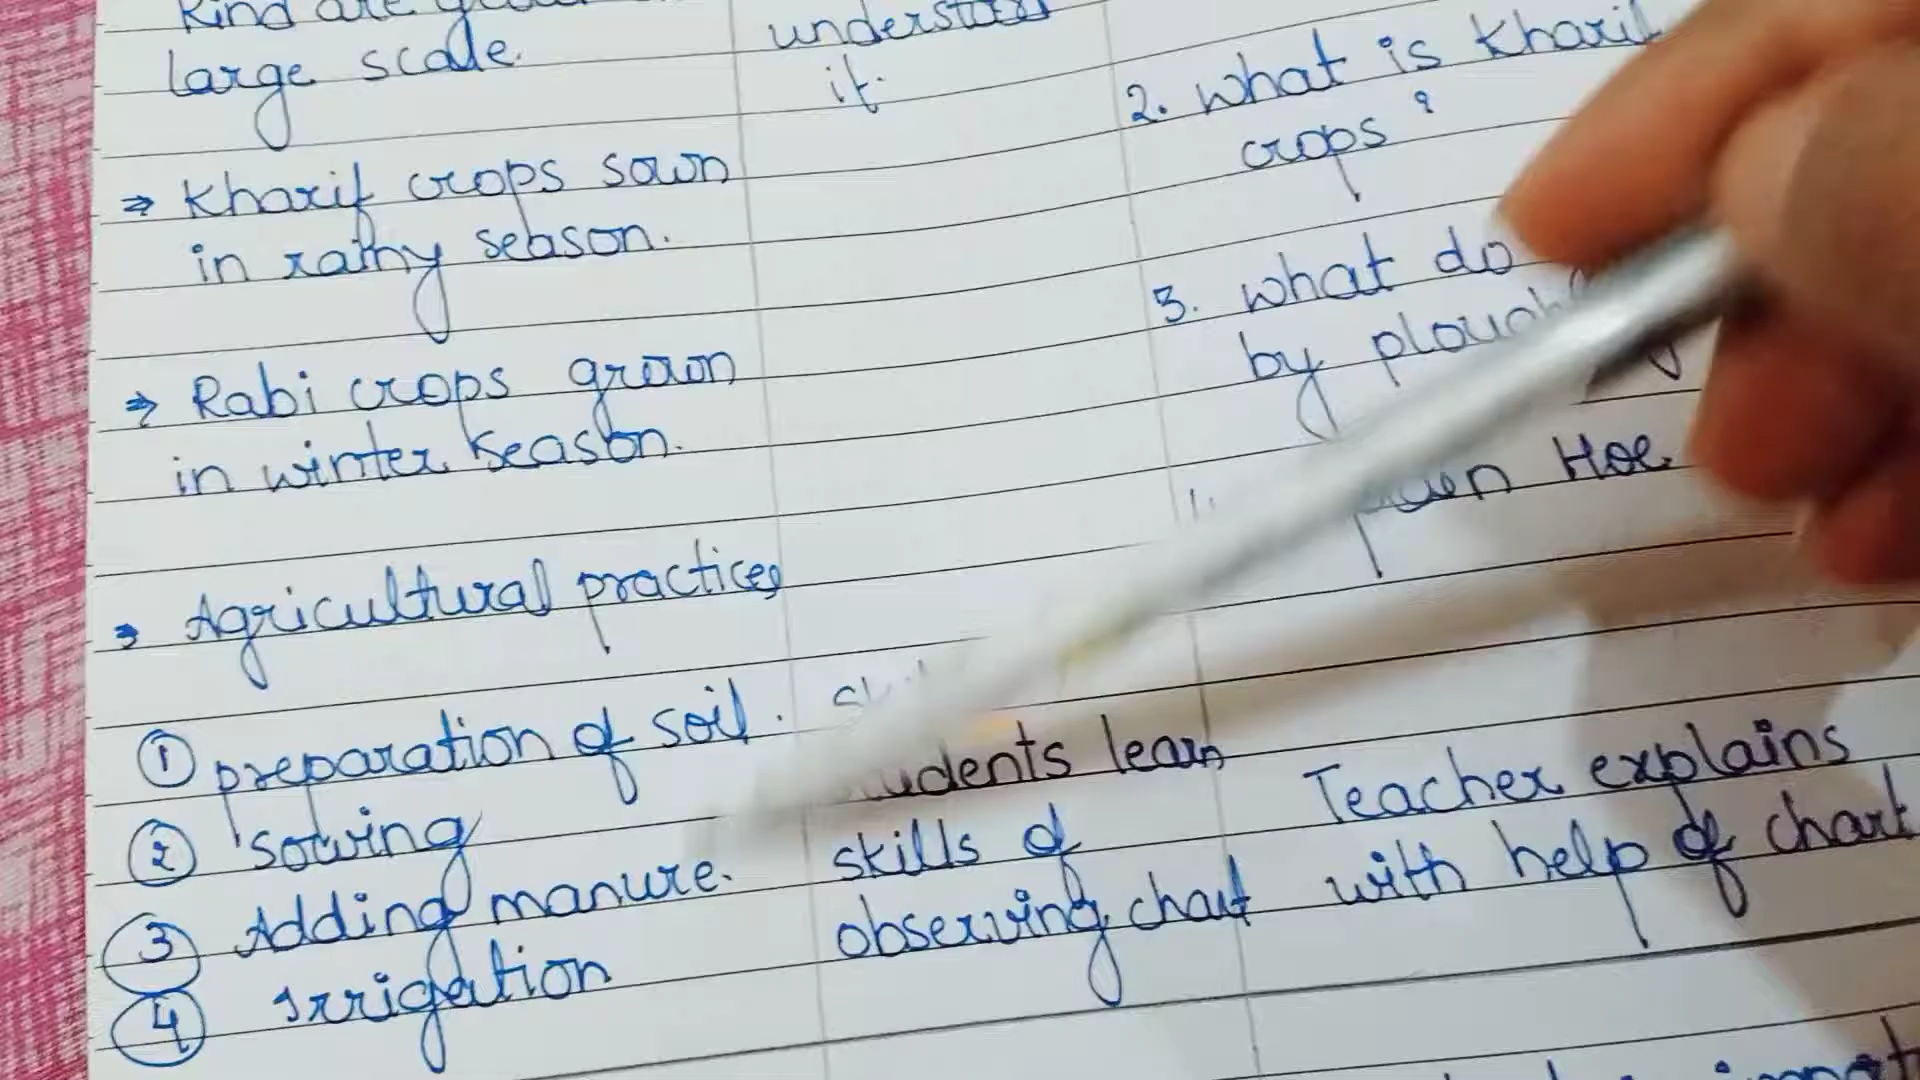 large scale.
→ Kharif crops sown
in rainy season.
→ Rabi crops grown
in winter season.
→ Agricultural practices
① preparation of soil.
② sowing
③ Adding manure.
④ Irrigation
understand
it.
students learn
skills of
observing chart
2. what is Kharif
crops?
3. what do
by
Hoe.
Teacher explains
with help of chart